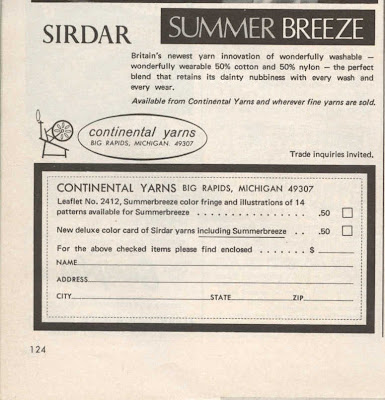 SIRDAR
SUMMER BREEZE
Britain's newest yarn innovation of wonderfully washable —
wonderfully wearable 50% cotton and 50% nylon — the perfect
blend that retains its dainty nubbiness with every wash and
every wear.
Available from Continental Yarns and wherever fine yarns are sold.
continental yarns
BIG RAPIDS, MICHIGAN. 49307
Trade inquiries invited.
CONTINENTAL YARNS BIG RAPIDS, MICHIGAN 49307
Leaflet No. 2412, Summerbreeze color fringe and illustrations of 14
patterns available for Summerbreeze . . . . . . . . . . . . .50
New deluxe color card of Sirdar yarns including Summerbreeze . . .50
For the above checked items please find enclosed . . . . . . . $
NAME
ADDRESS
CITY STATE ZIP
124